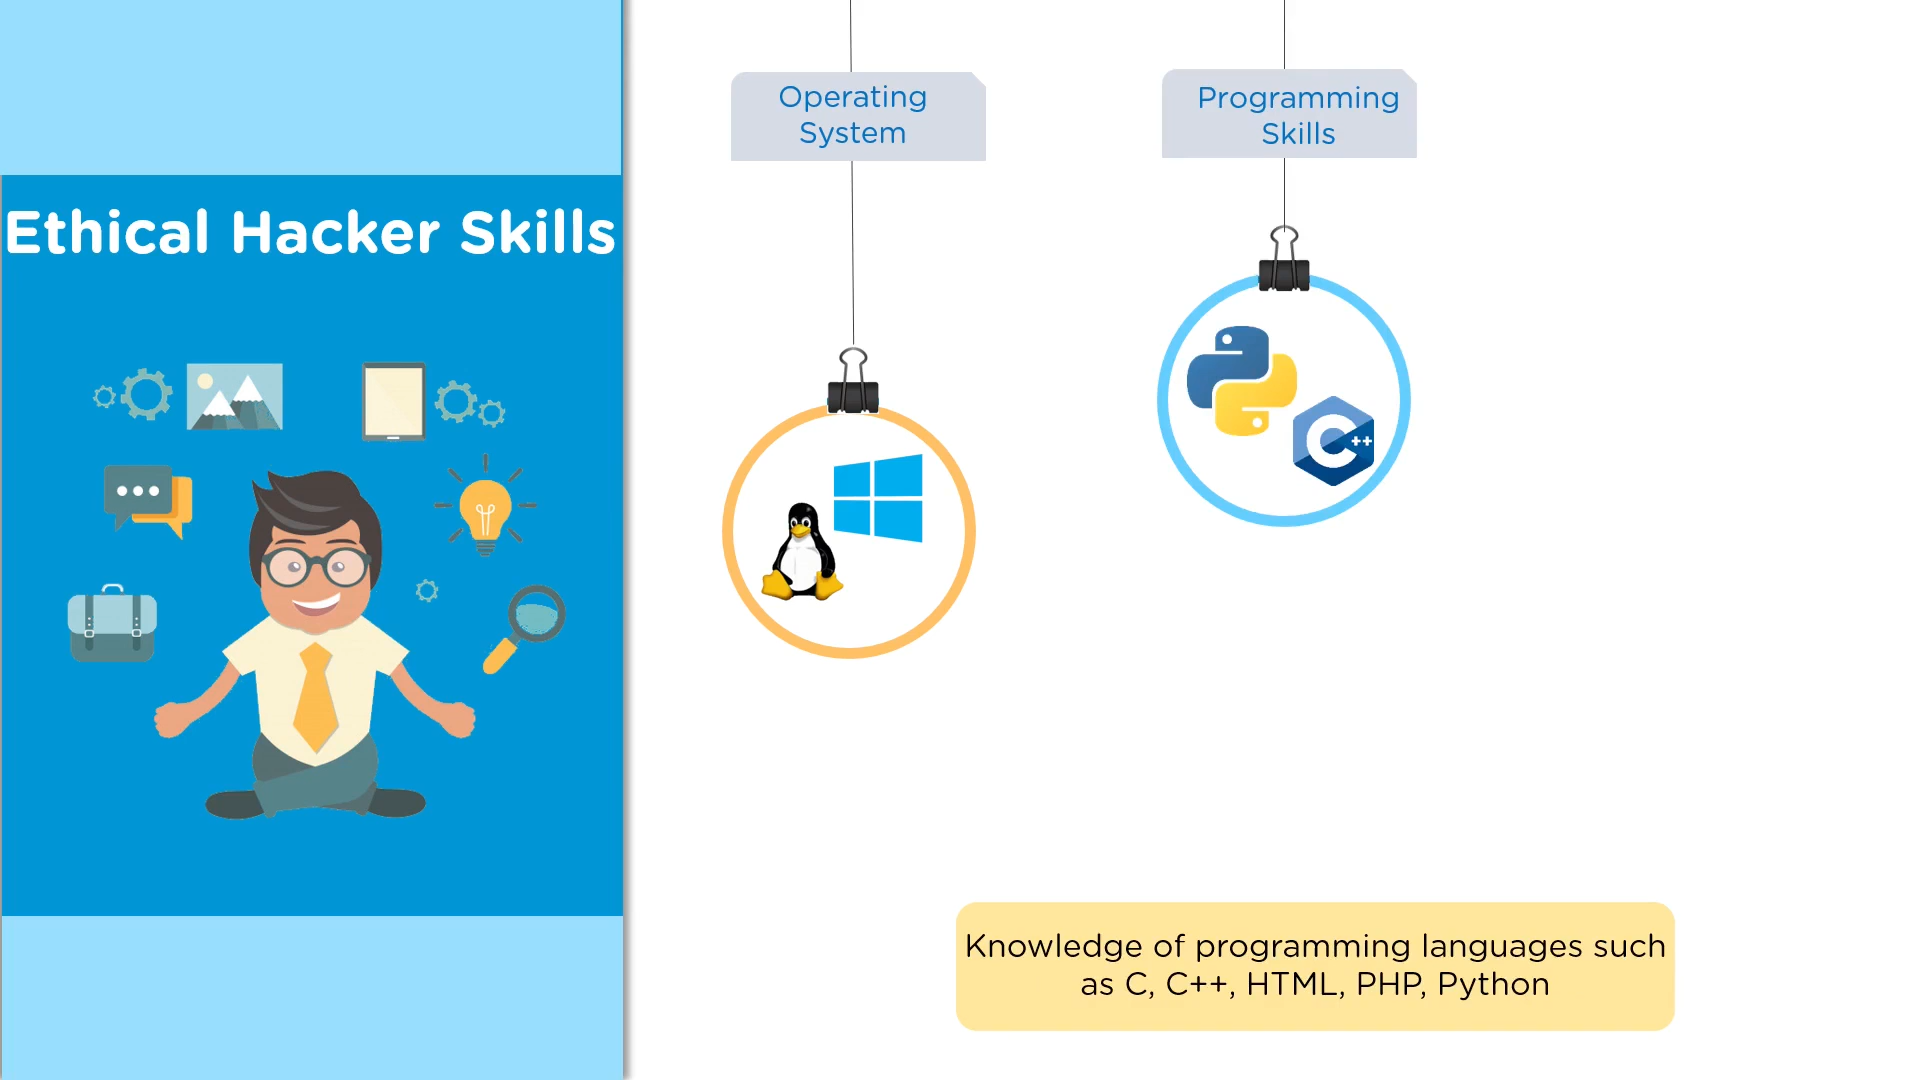 Ethical Hacker Skills
Operating
System
Programming
Skills
C++
Knowledge of programming languages such
as C, C++, HTML, PHP, Python